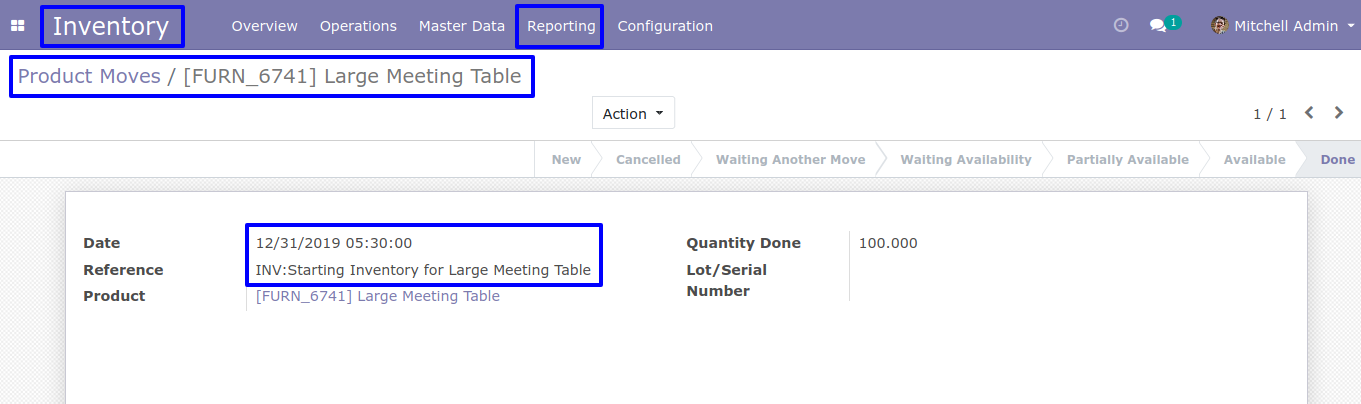 Inventory Overview Operations Master Data Reporting Configuration 1 Mitchell Admin
Product Moves / [FURN_6741] Large Meeting Table
Action 1 / 1
New Cancelled Waiting Another Move Waiting Availability Partially Available Available Done
Date 12/31/2019 05:30:00 Quantity Done 100.000
Reference INV:Starting Inventory for Large Meeting Table Lot/Serial
Number
Product [FURN_6741] Large Meeting Table